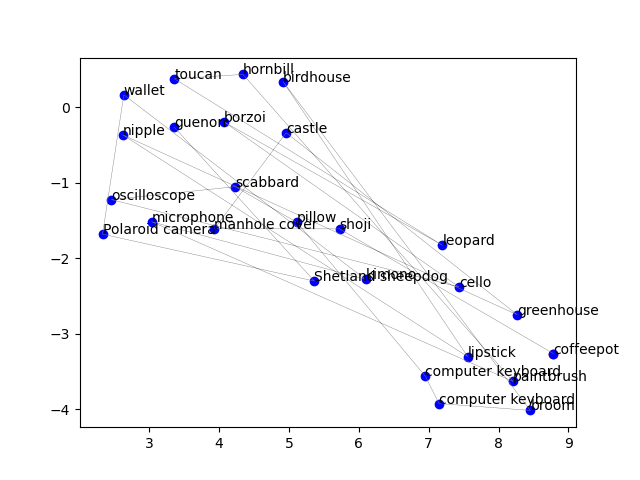 hornbill
toucan
birdhouse
wallet
0
guenon
borzoi
nipple
castle
−1
scabbard
oscilloscope
microphone
pillow
Polaroid camera
manhole cover
shoji
leopard
−2
Shetland sheepdog
kimono
cello
greenhouse
−3
lipstick
coffeepot
computer keyboard
paintbrush
computer keyboard
broom
−4
3 4 5 6 7 8 9